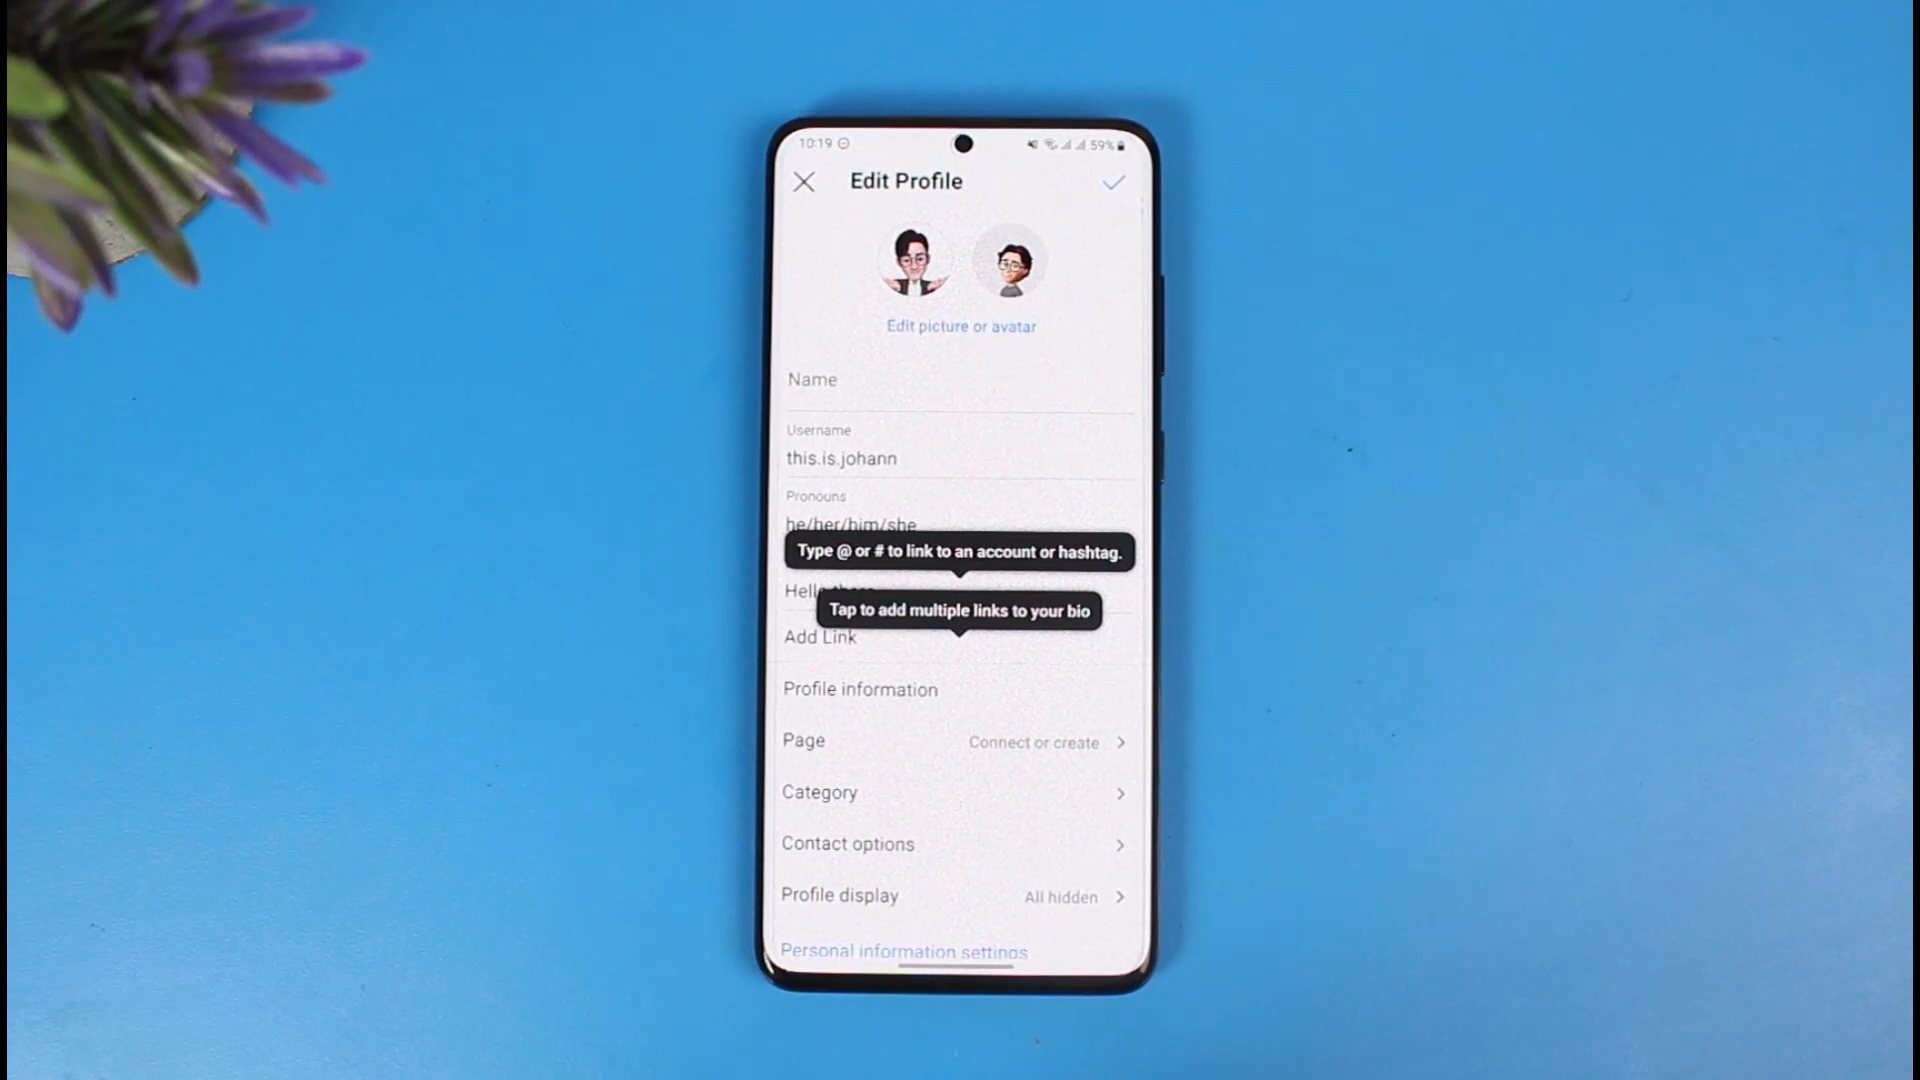 10:19
59%
Edit Profile
Edit picture or avatar
Name
Username
this.is.johann
Pronouns
he/her/him/she
Type @ or # to link to an account or hashtag.
Hello there
Tap to add multiple links to your bio
Add Link
Profile information
Page Connect or create
Category
Contact options
Profile display All hidden
Personal information settings